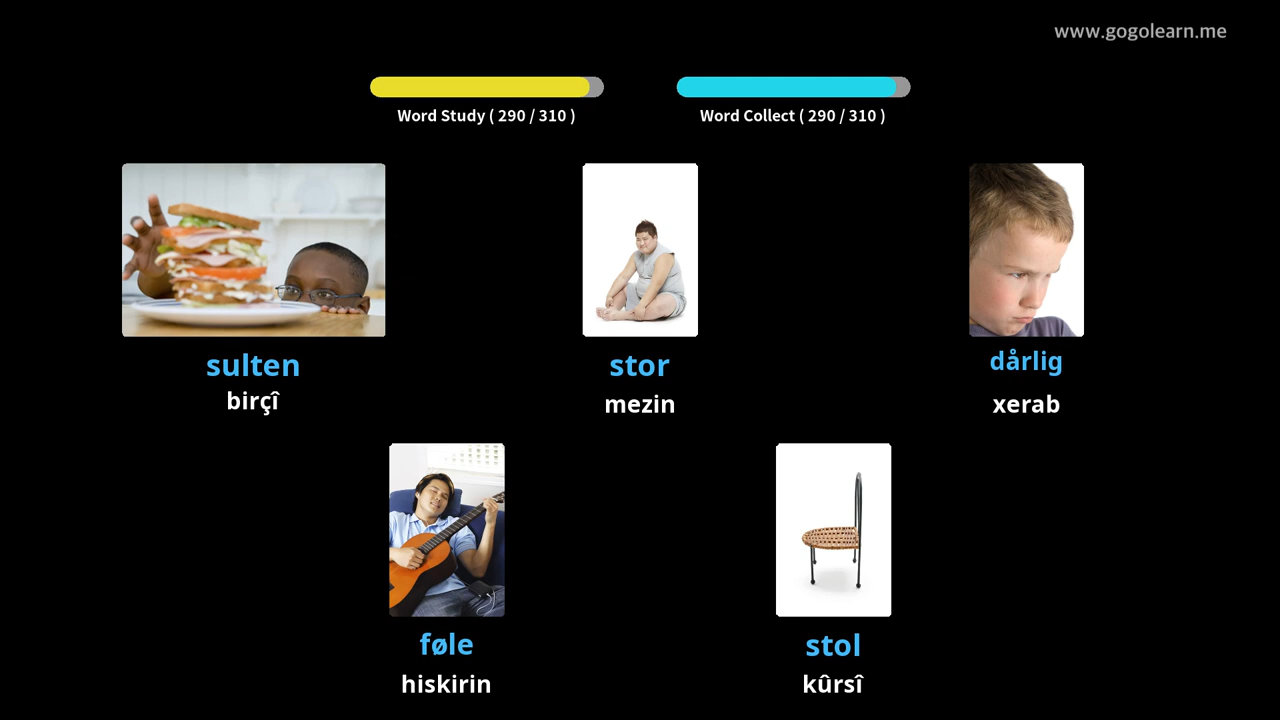 www.gogolearn.me
Word Study ( 290 / 310 )
Word Collect ( 290 / 310 )
sulten
birçî
stor
mezin
dårlig
xerab
føle
hiskirin
stol
kûrsî